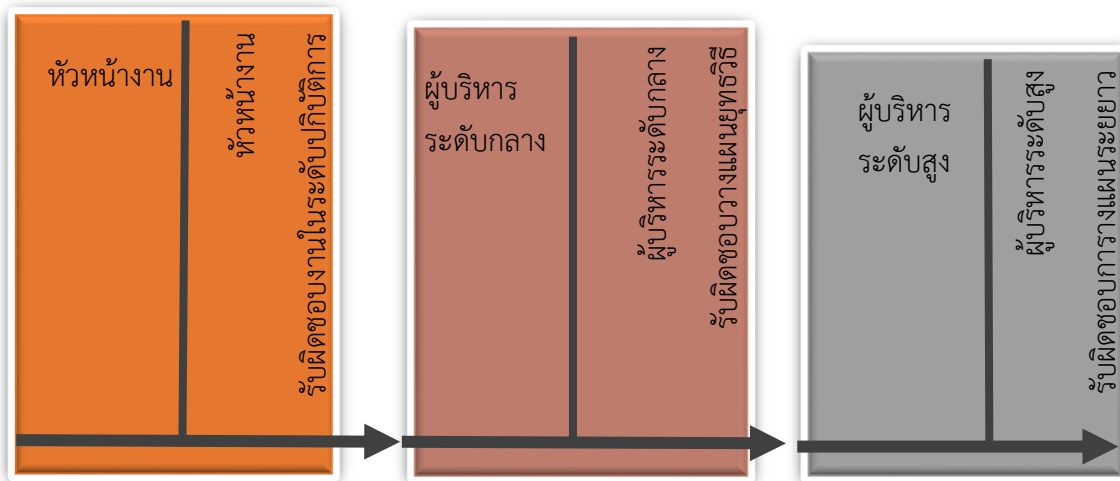 หัวหน้างาน
หัวหน้างาน
รับผิดชอบงานในระดับปฏิบัติการ
ผู้บริหาร
ระดับกลาง
ผู้บริหารระดับกลาง
รับผิดชอบวางแผนยุทธวิธี
ผู้บริหาร
ระดับสูง
ผู้บริหารระดับสูง
รับผิดชอบการางแผนระยยาว